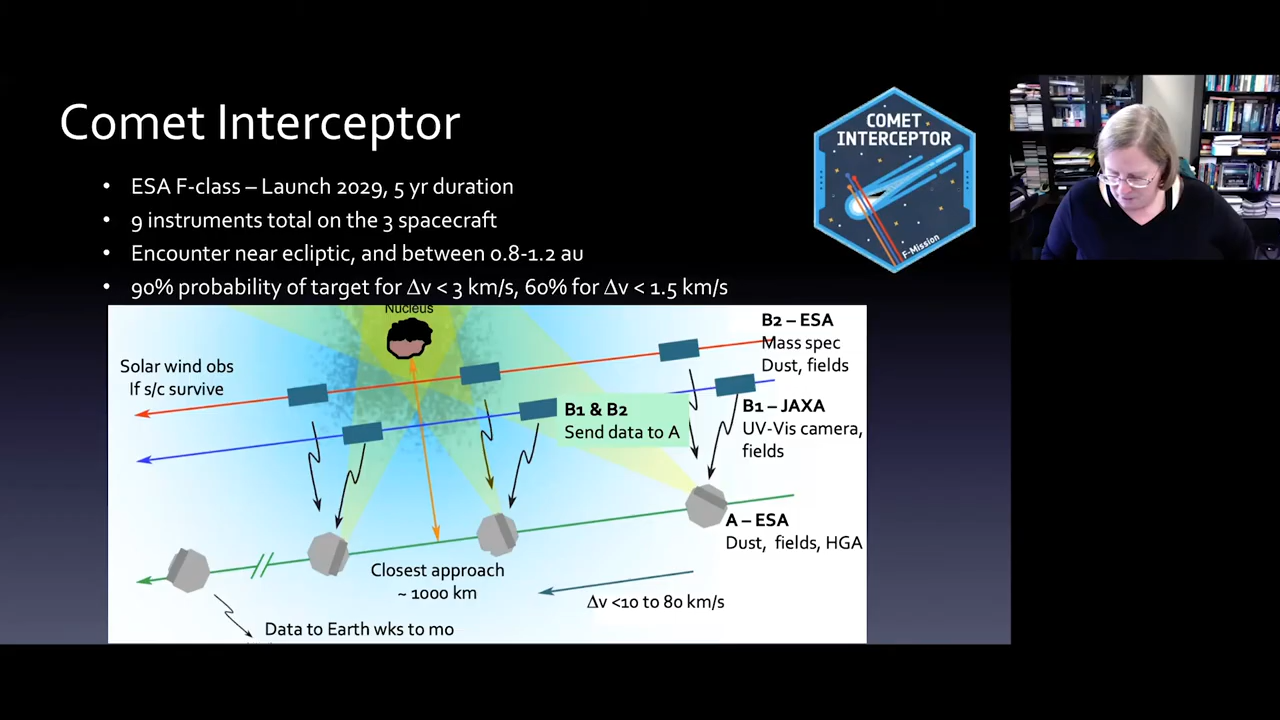 Comet Interceptor
COMET
INTERCEPTOR
F-Mission
• ESA F-class – Launch 2029, 5 yr duration
• 9 instruments total on the 3 spacecraft
• Encounter near ecliptic, and between 0.8-1.2 au
• 90% probability of target for Δv < 3 km/s, 60% for Δv < 1.5 km/s
Nucleus
B2 – ESA
Mass spec
Dust, fields
Solar wind obs
If s/c survive
B1 & B2
Send data to A
B1 – JAXA
UV-Vis camera,
fields
A – ESA
Dust, fields, HGA
Closest approach
~ 1000 km
Δv <10 to 80 km/s
Data to Earth wks to mo